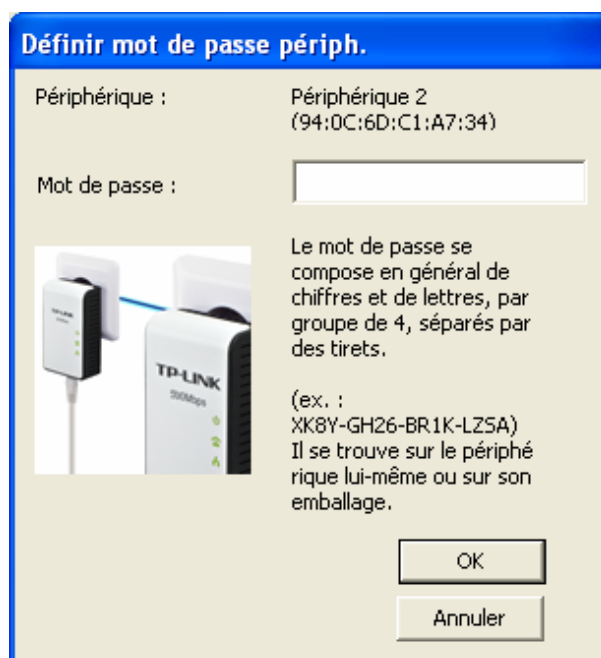 Définir mot de passe périph.
Périphérique :
Périphérique 2
(94:0C:6D:C1:A7:34)
Mot de passe :
Le mot de passe se
compose en général de
chiffres et de lettres, par
groupe de 4, séparés par
des tirets.
(ex. :
XK8Y-GH26-BR1K-LZSA)
Il se trouve sur le périphé
rique lui-même ou sur son
emballage.
TP-LINK
TP-LINK
500Mbps
OK
Annuler